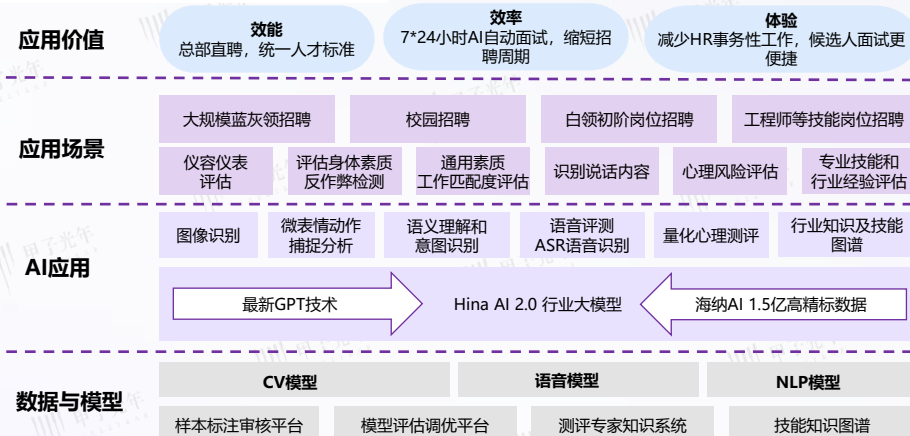 应用价值
效能
总部直聘，统一人才标准
效率
7*24小时AI自动面试，缩短招
聘周期
体验
减少HR事务性工作，候选人面试更
便捷
应用场景
大规模蓝灰领招聘
校园招聘
白领初阶岗位招聘
工程师等技能岗位招聘
仪容仪表
评估
评估身体素质
反作弊检测
通用素质
工作匹配度评估
识别说话内容
心理风险评估
专业技能和
行业经验评估
AI应用
图像识别
微表情动作
捕捉分析
语义理解和
意图识别
语音评测
ASR语音识别
量化心理测评
行业知识及技能
图谱
最新GPT技术
Hina AI 2.0 行业大模型
海纳AI 1.5亿高精标数据
数据与模型
CV模型
语音模型
NLP模型
样本标注审核平台
模型评估调优平台
测评专家知识系统
技能知识图谱
甲子光年